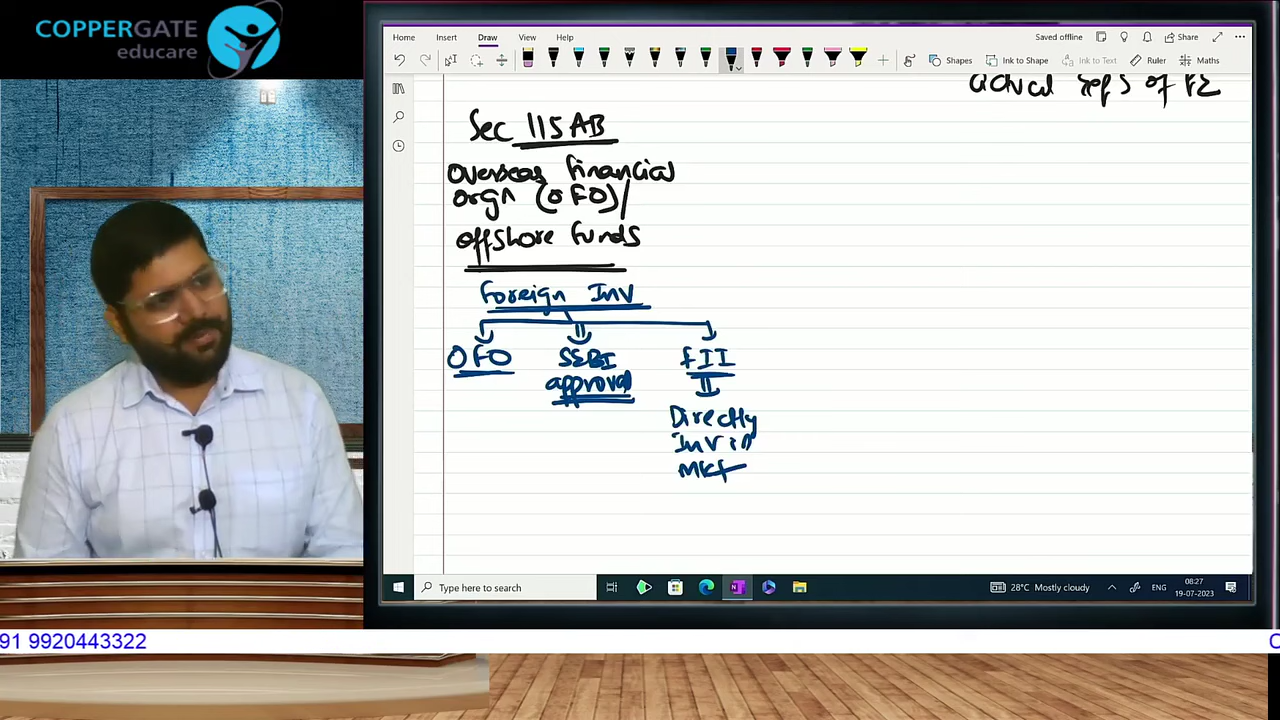 COPPERGATE
educare
Home Insert Draw View Help
Saved offline Share
Shapes Ink to Shape Ink to Text Ruler Maths
of FE
Sec 115AB
overseas financial
orgn (OFO)/
offshore funds
Foreign Inv
OFO SEBI FII
approval
Directly
Inv in
Mkt
Type here to search
28°C Mostly cloudy ENG 08:27
19-07-2023
91 9920443322
C